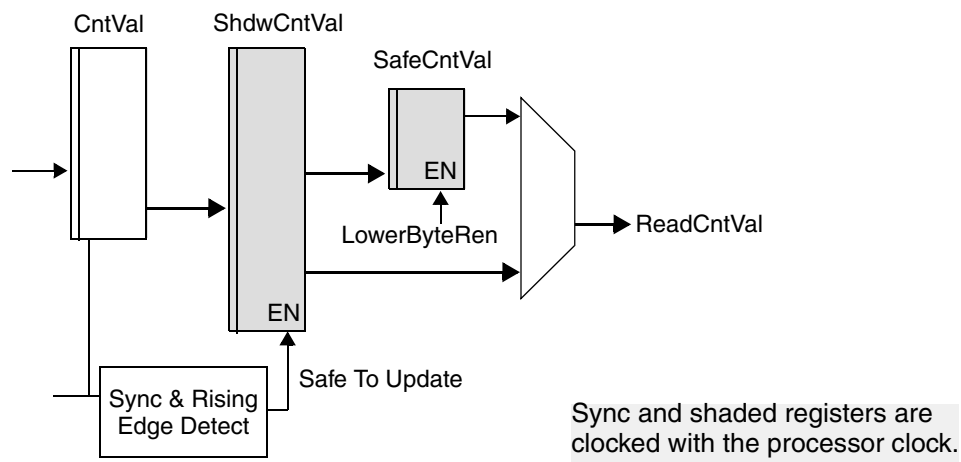 CntVal
ShdwCntVal
SafeCntVal
EN
LowerByteRen
ReadCntVal
EN
Safe To Update
Sync & Rising
Edge Detect
Sync and shaded registers are
clocked with the processor clock.